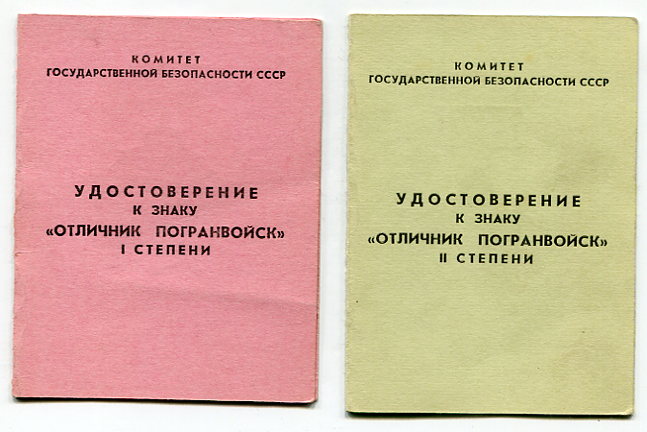 КОМИТЕТ
ГОСУДАРСТВЕННОЙ БЕЗОПАСНОСТИ СССР
УДОСТОВЕРЕНИЕ
К ЗНАКУ
«ОТЛИЧНИК ПОГРАНВОЙСК»
I СТЕПЕНИ
КОМИТЕТ
ГОСУДАРСТВЕННОЙ БЕЗОПАСНОСТИ СССР
УДОСТОВЕРЕНИЕ
К ЗНАКУ
«ОТЛИЧНИК ПОГРАНВОЙСК»
II СТЕПЕНИ